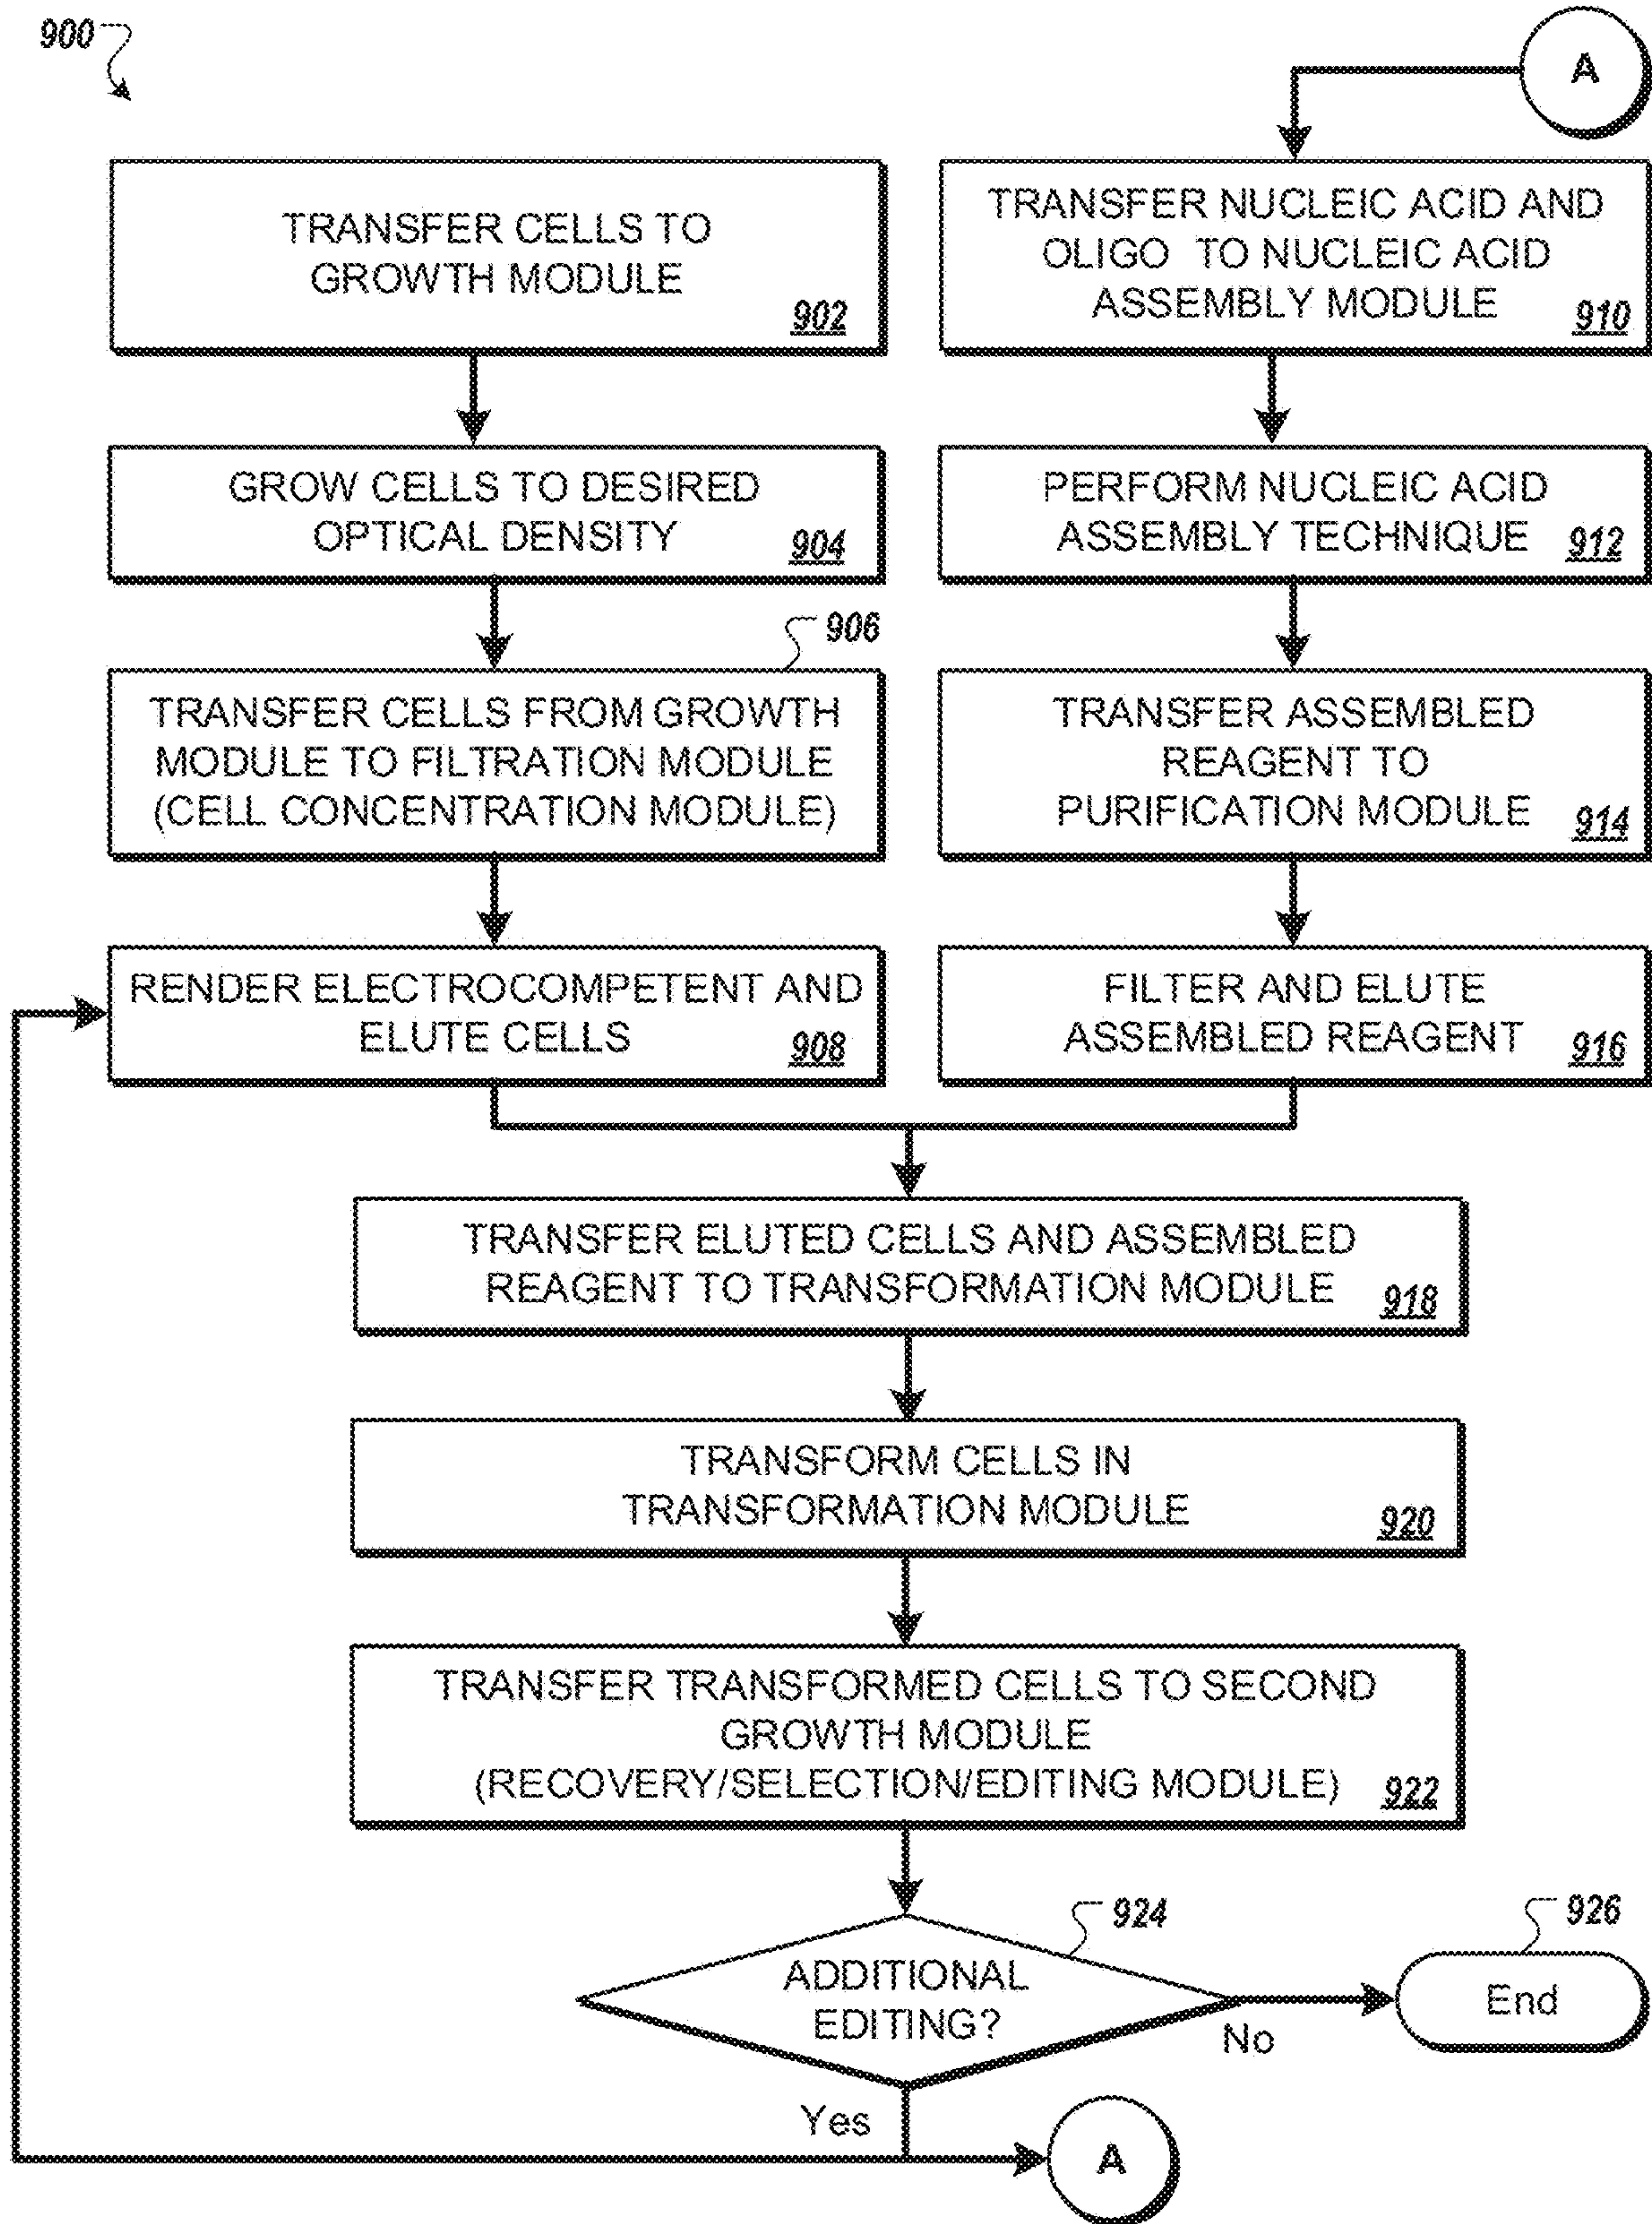 900
A
TRANSFER CELLS TO
GROWTH MODULE
902
GROW CELLS TO DESIRED
OPTICAL DENSITY
904
906
TRANSFER CELLS FROM GROWTH
MODULE TO FILTRATION MODULE
(CELL CONCENTRATION MODULE)
RENDER ELECTROCOMPETENT AND
ELUTE CELLS
908
TRANSFER NUCLEIC ACID AND
OLIGO TO NUCLEIC ACID
ASSEMBLY MODULE
910
PERFORM NUCLEIC ACID
ASSEMBLY TECHNIQUE
912
TRANSFER ASSEMBLED
REAGENT TO
PURIFICATION MODULE
914
FILTER AND ELUTE
ASSEMBLED REAGENT
916
TRANSFER ELUTED CELLS AND ASSEMBLED
REAGENT TO TRANSFORMATION MODULE
918
TRANSFORM CELLS IN
TRANSFORMATION MODULE
920
TRANSFER TRANSFORMED CELLS TO SECOND
GROWTH MODULE
(RECOVERY/SELECTION/EDITING MODULE)
922
924
ADDITIONAL
EDITING?
No
926
End
Yes
A